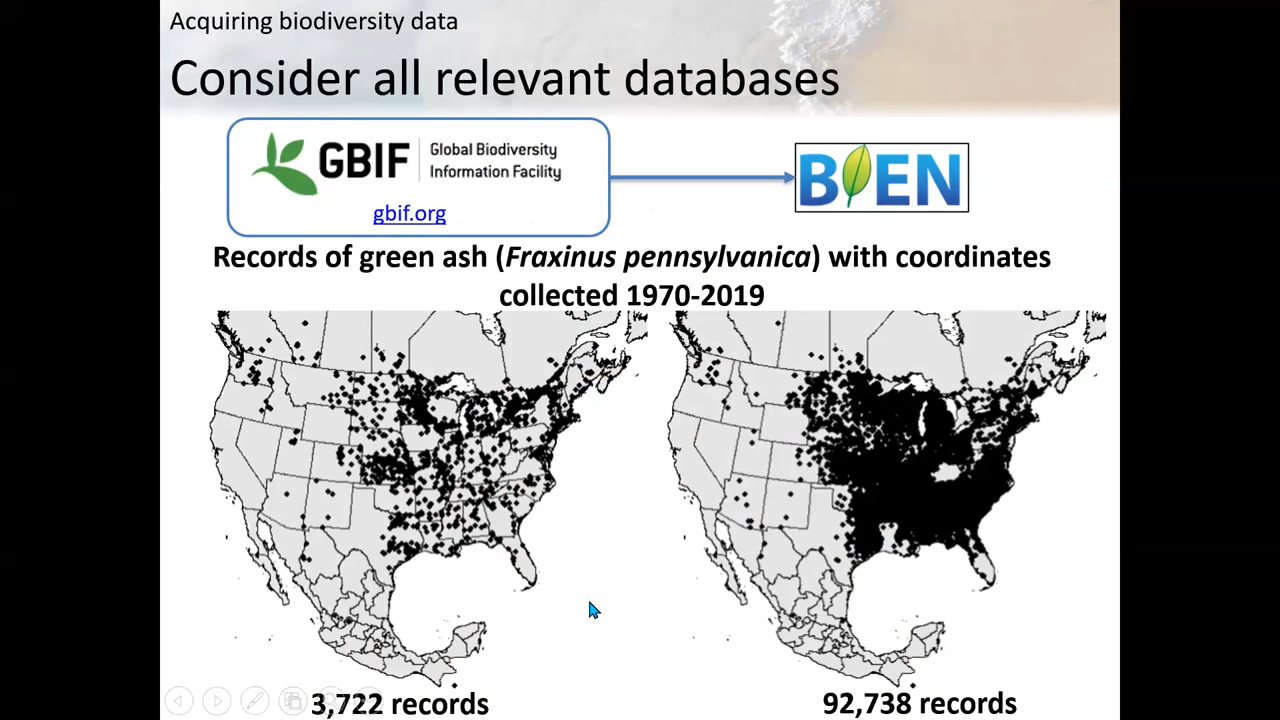 Acquiring biodiversity data
Consider all relevant databases
GBIF Global Biodiversity
Information Facility
gbif.org
BIEN
Records of green ash (Fraxinus pennsylvanica) with coordinates
collected 1970-2019
3,722 records
92,738 records